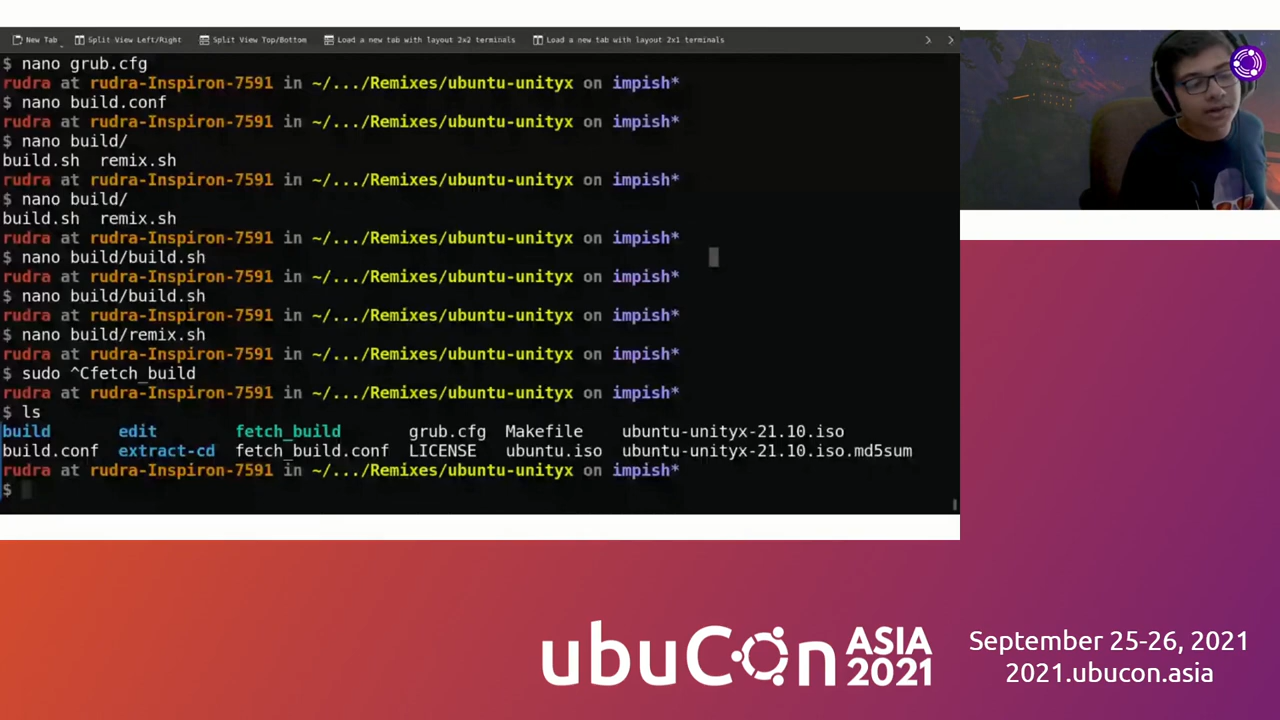 New Tab Split View Left/Right Split View Top/Bottom Load a new tab with layout 2x2 terminals Load a new tab with layout 2x1 terminals
$ nano grub.cfg
rudra at rudra-Inspiron-7591 in ~/.../Remixes/ubuntu-unityx on impish*
$ nano build.conf
rudra at rudra-Inspiron-7591 in ~/.../Remixes/ubuntu-unityx on impish*
$ nano build/
build.sh remix.sh
rudra at rudra-Inspiron-7591 in ~/.../Remixes/ubuntu-unityx on impish*
$ nano build/
build.sh remix.sh
rudra at rudra-Inspiron-7591 in ~/.../Remixes/ubuntu-unityx on impish*
$ nano build/build.sh
rudra at rudra-Inspiron-7591 in ~/.../Remixes/ubuntu-unityx on impish*
$ nano build/build.sh
rudra at rudra-Inspiron-7591 in ~/.../Remixes/ubuntu-unityx on impish*
$ nano build/remix.sh
rudra at rudra-Inspiron-7591 in ~/.../Remixes/ubuntu-unityx on impish*
$ sudo ^Cfetch_build
rudra at rudra-Inspiron-7591 in ~/.../Remixes/ubuntu-unityx on impish*
$ ls
build edit fetch_build grub.cfg Makefile ubuntu-unityx-21.10.iso
build.conf extract-cd fetch_build.conf LICENSE ubuntu.iso ubuntu-unityx-21.10.iso.md5sum
rudra at rudra-Inspiron-7591 in ~/.../Remixes/ubuntu-unityx on impish*
$
ubuCon ASIA 2021
September 25-26, 2021
2021.ubucon.asia